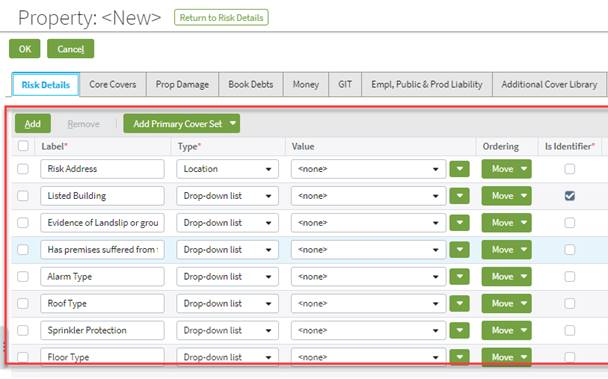 Property: <New> Return to Risk Details
OK Cancel
Risk Details Core Covers Prop Damage Book Debts Money GIT Empl, Public & Prod Liability Additional Cover Library
Add Remove Add Primary Cover Set
Label* Type* Value Ordering Is Identifier*
Risk Address Location <none> Move
Listed Building Drop-down list <none> Move
Evidence of Landslip or grou Drop-down list <none> Move
Has premises suffered from Drop-down list <none> Move
Alarm Type Drop-down list <none> Move
Roof Type Drop-down list <none> Move
Sprinkler Protection Drop-down list <none> Move
Floor Type Drop-down list <none> Move